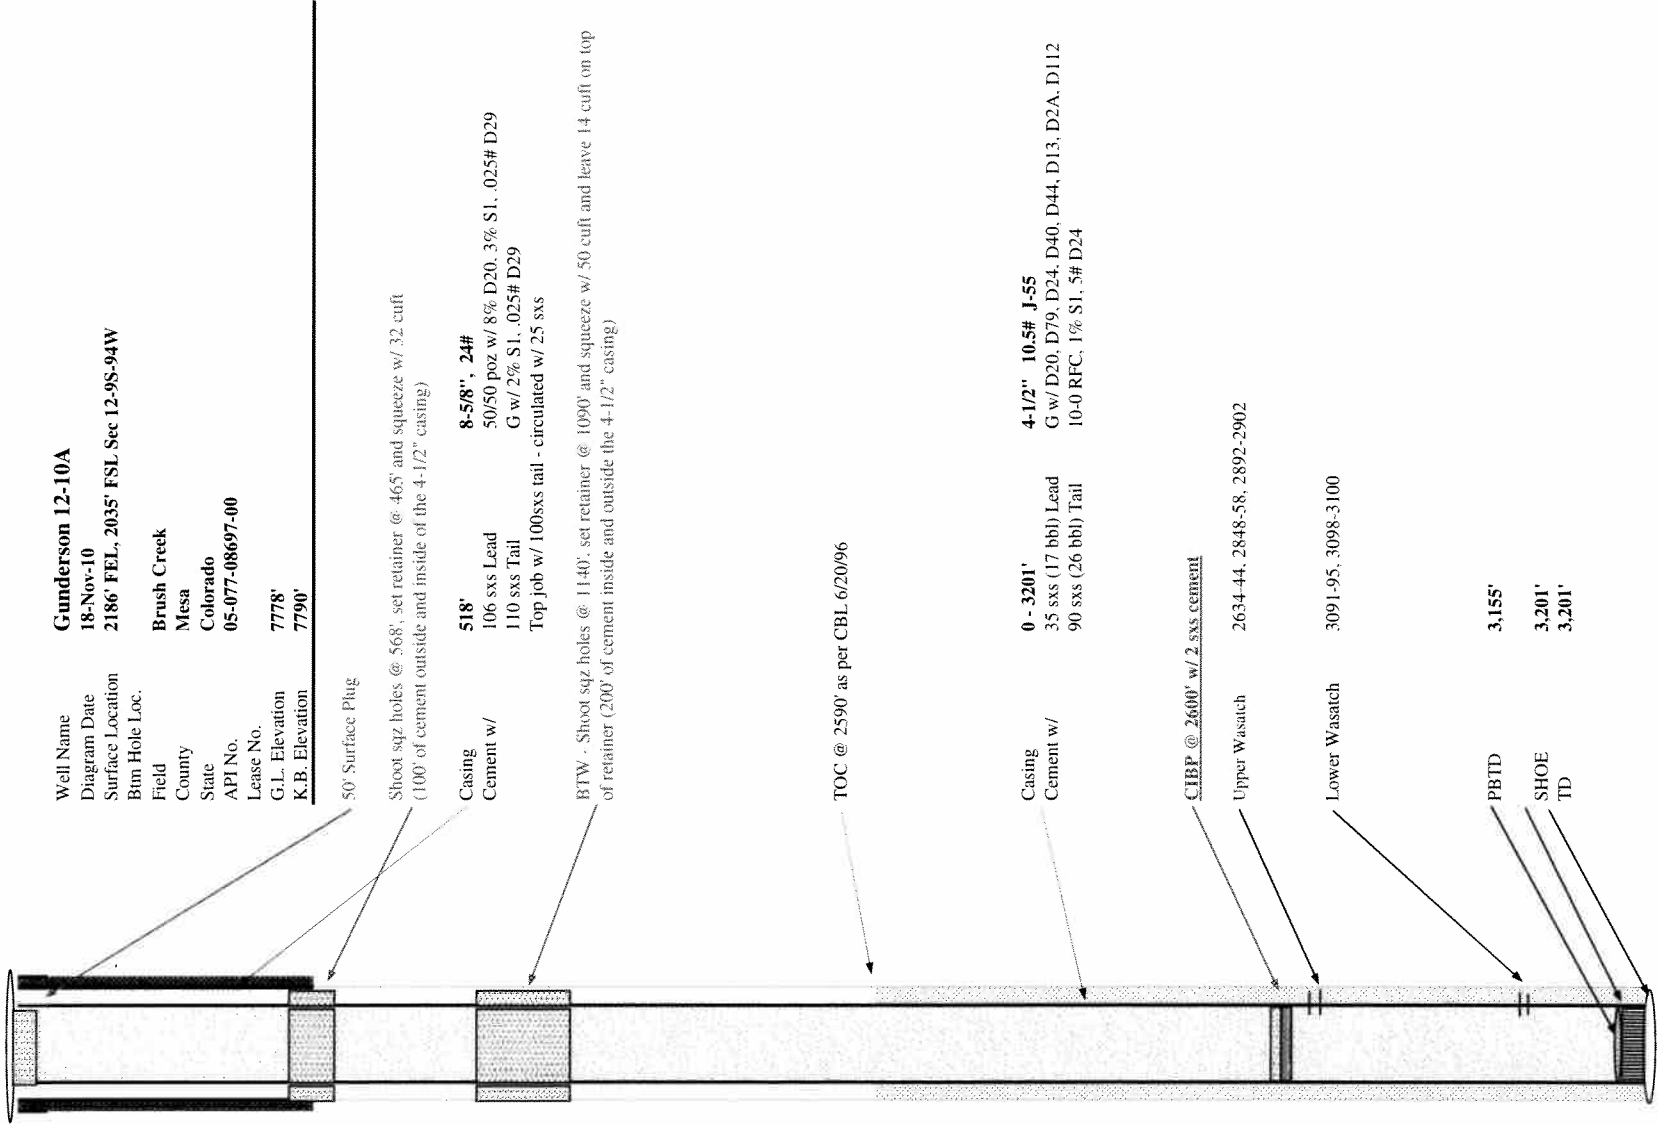 Well Name Gunderson 12-10A
Diagram Date 18-Nov-10
Surface Location 2186' FEL, 2035' FSL Sec 12-9S-94W
Btm Hole Loc.
Field Brush Creek
County Mesa
State Colorado
API No. 05-077-08697-00
Lease No.
G.L. Elevation 7778'
K.B. Elevation 7790'
50' Surface Plug
Shoot sqz holes @ 568', set retainer @ 465' and squeeze w/ 32 cuft
(100' of cement outside and inside of the 4-1/2" casing)
Casing 518' 8-5/8", 24#
Cement w/ 106 sxs Lead 50/50 poz w/ 8% D20, 3% S1, .025# D29
110 sxs Tail G w/ 2% S1, .025# D29
Top job w/ 100sxs tail - circulated w/ 25 sxs
BTW - Shoot sqz holes @ 1140', set retainer @ 1090' and squeeze w/ 50 cuft and leave 14 cuft on top
of retainer (200' of cement inside and outside the 4-1/2" casing)
TOC @ 2590' as per CBL 6/20/96
Casing 0 - 3201' 4-1/2" 10.5# J-55
Cement w/ 35 sxs (17 bbl) Lead G w/ D20, D79, D24, D40, D44, D13, D2A, D112
90 sxs (26 bbl) Tail 10-0 RFC, 1% S1, 5# D24
CIBP @ 2600' w/ 2 sxs cement
Upper Wasatch 2634-44, 2848-58, 2892-2902
Lower Wasatch 3091-95, 3098-3100
PBTD 3,155'
SHOE 3,201'
TD 3,201'